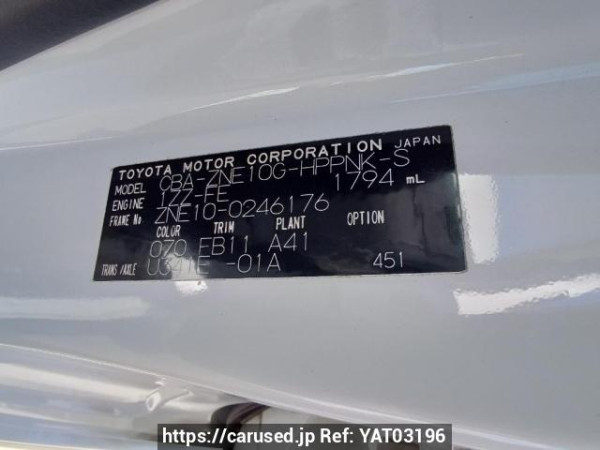 TOYOTA MOTOR CORPORATION JAPAN
MODEL CBA-ZNE10G-HPPNK-S
ENGINE 1ZZ-FE 1794 mL
FRAME No ZNE10-0246176
COLOR TRIM PLANT OPTION
070 FB11 A41
TRANS/AXLE U341E -01A 451
https://carused.jp Ref: YAT03196